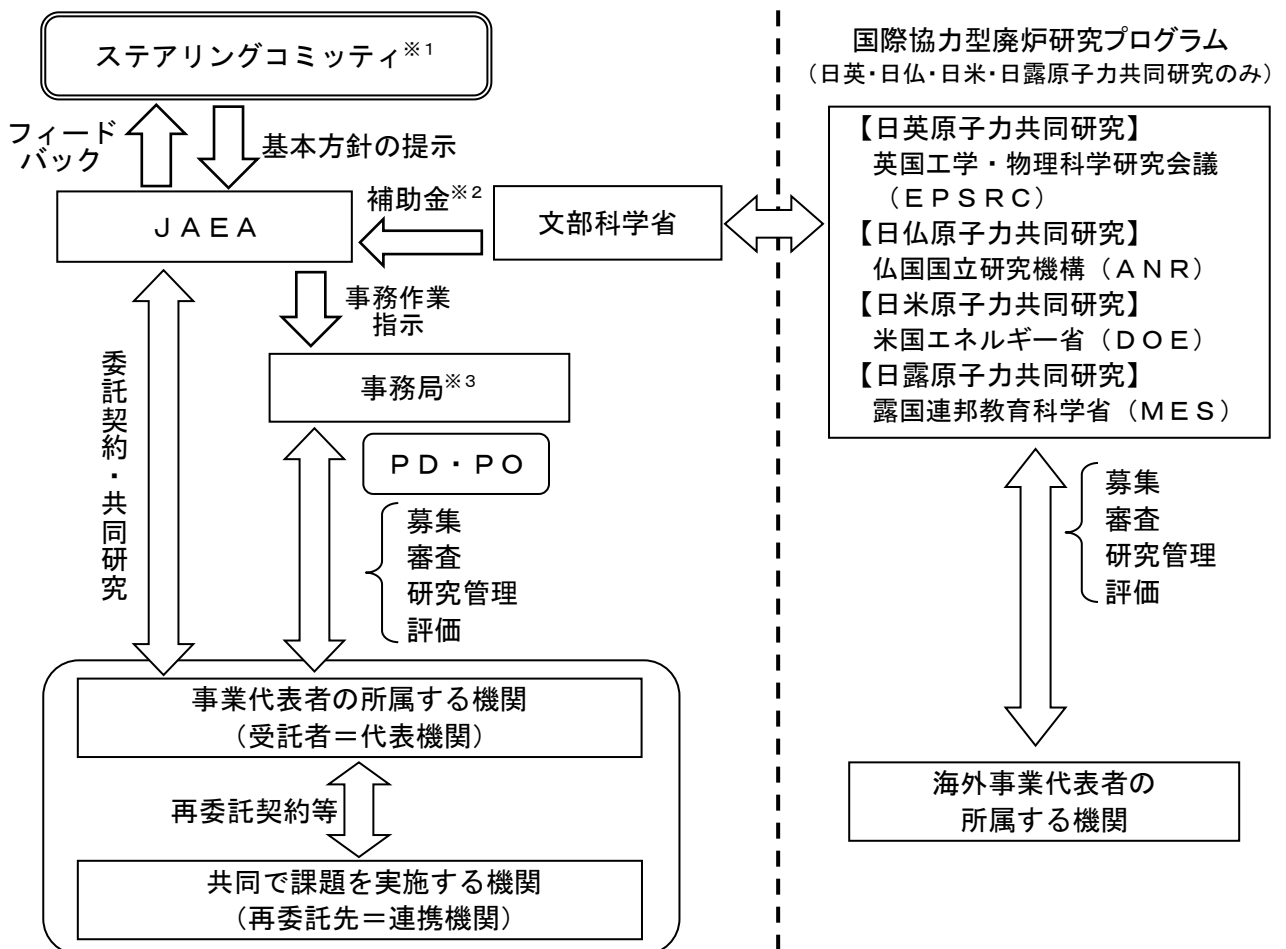 ステアリングコミッティ※1
フィード
バック
基本方針の提示
JAEA
補助金※2
文部科学省
事務作業
指示
事務局※3
PD・PO
募集
審査
研究管理
評価
委託契約・共同研究
事業代表者の所属する機関
(受託者=代表機関)
再委託契約等
共同で課題を実施する機関
(再委託先=連携機関)
国際協力型廃炉研究プログラム
(日英・日仏・日米・日露原子力共同研究のみ)
【日英原子力共同研究】
英国工学・物理科学研究会議
(EPSRC)
【日仏原子力共同研究】
仏国国立研究機構(ANR)
【日米原子力共同研究】
米国エネルギー省(DOE)
【日露原子力共同研究】
露国連邦教育科学省(MES)
募集
審査
研究管理
評価
海外事業代表者の
所属する機関